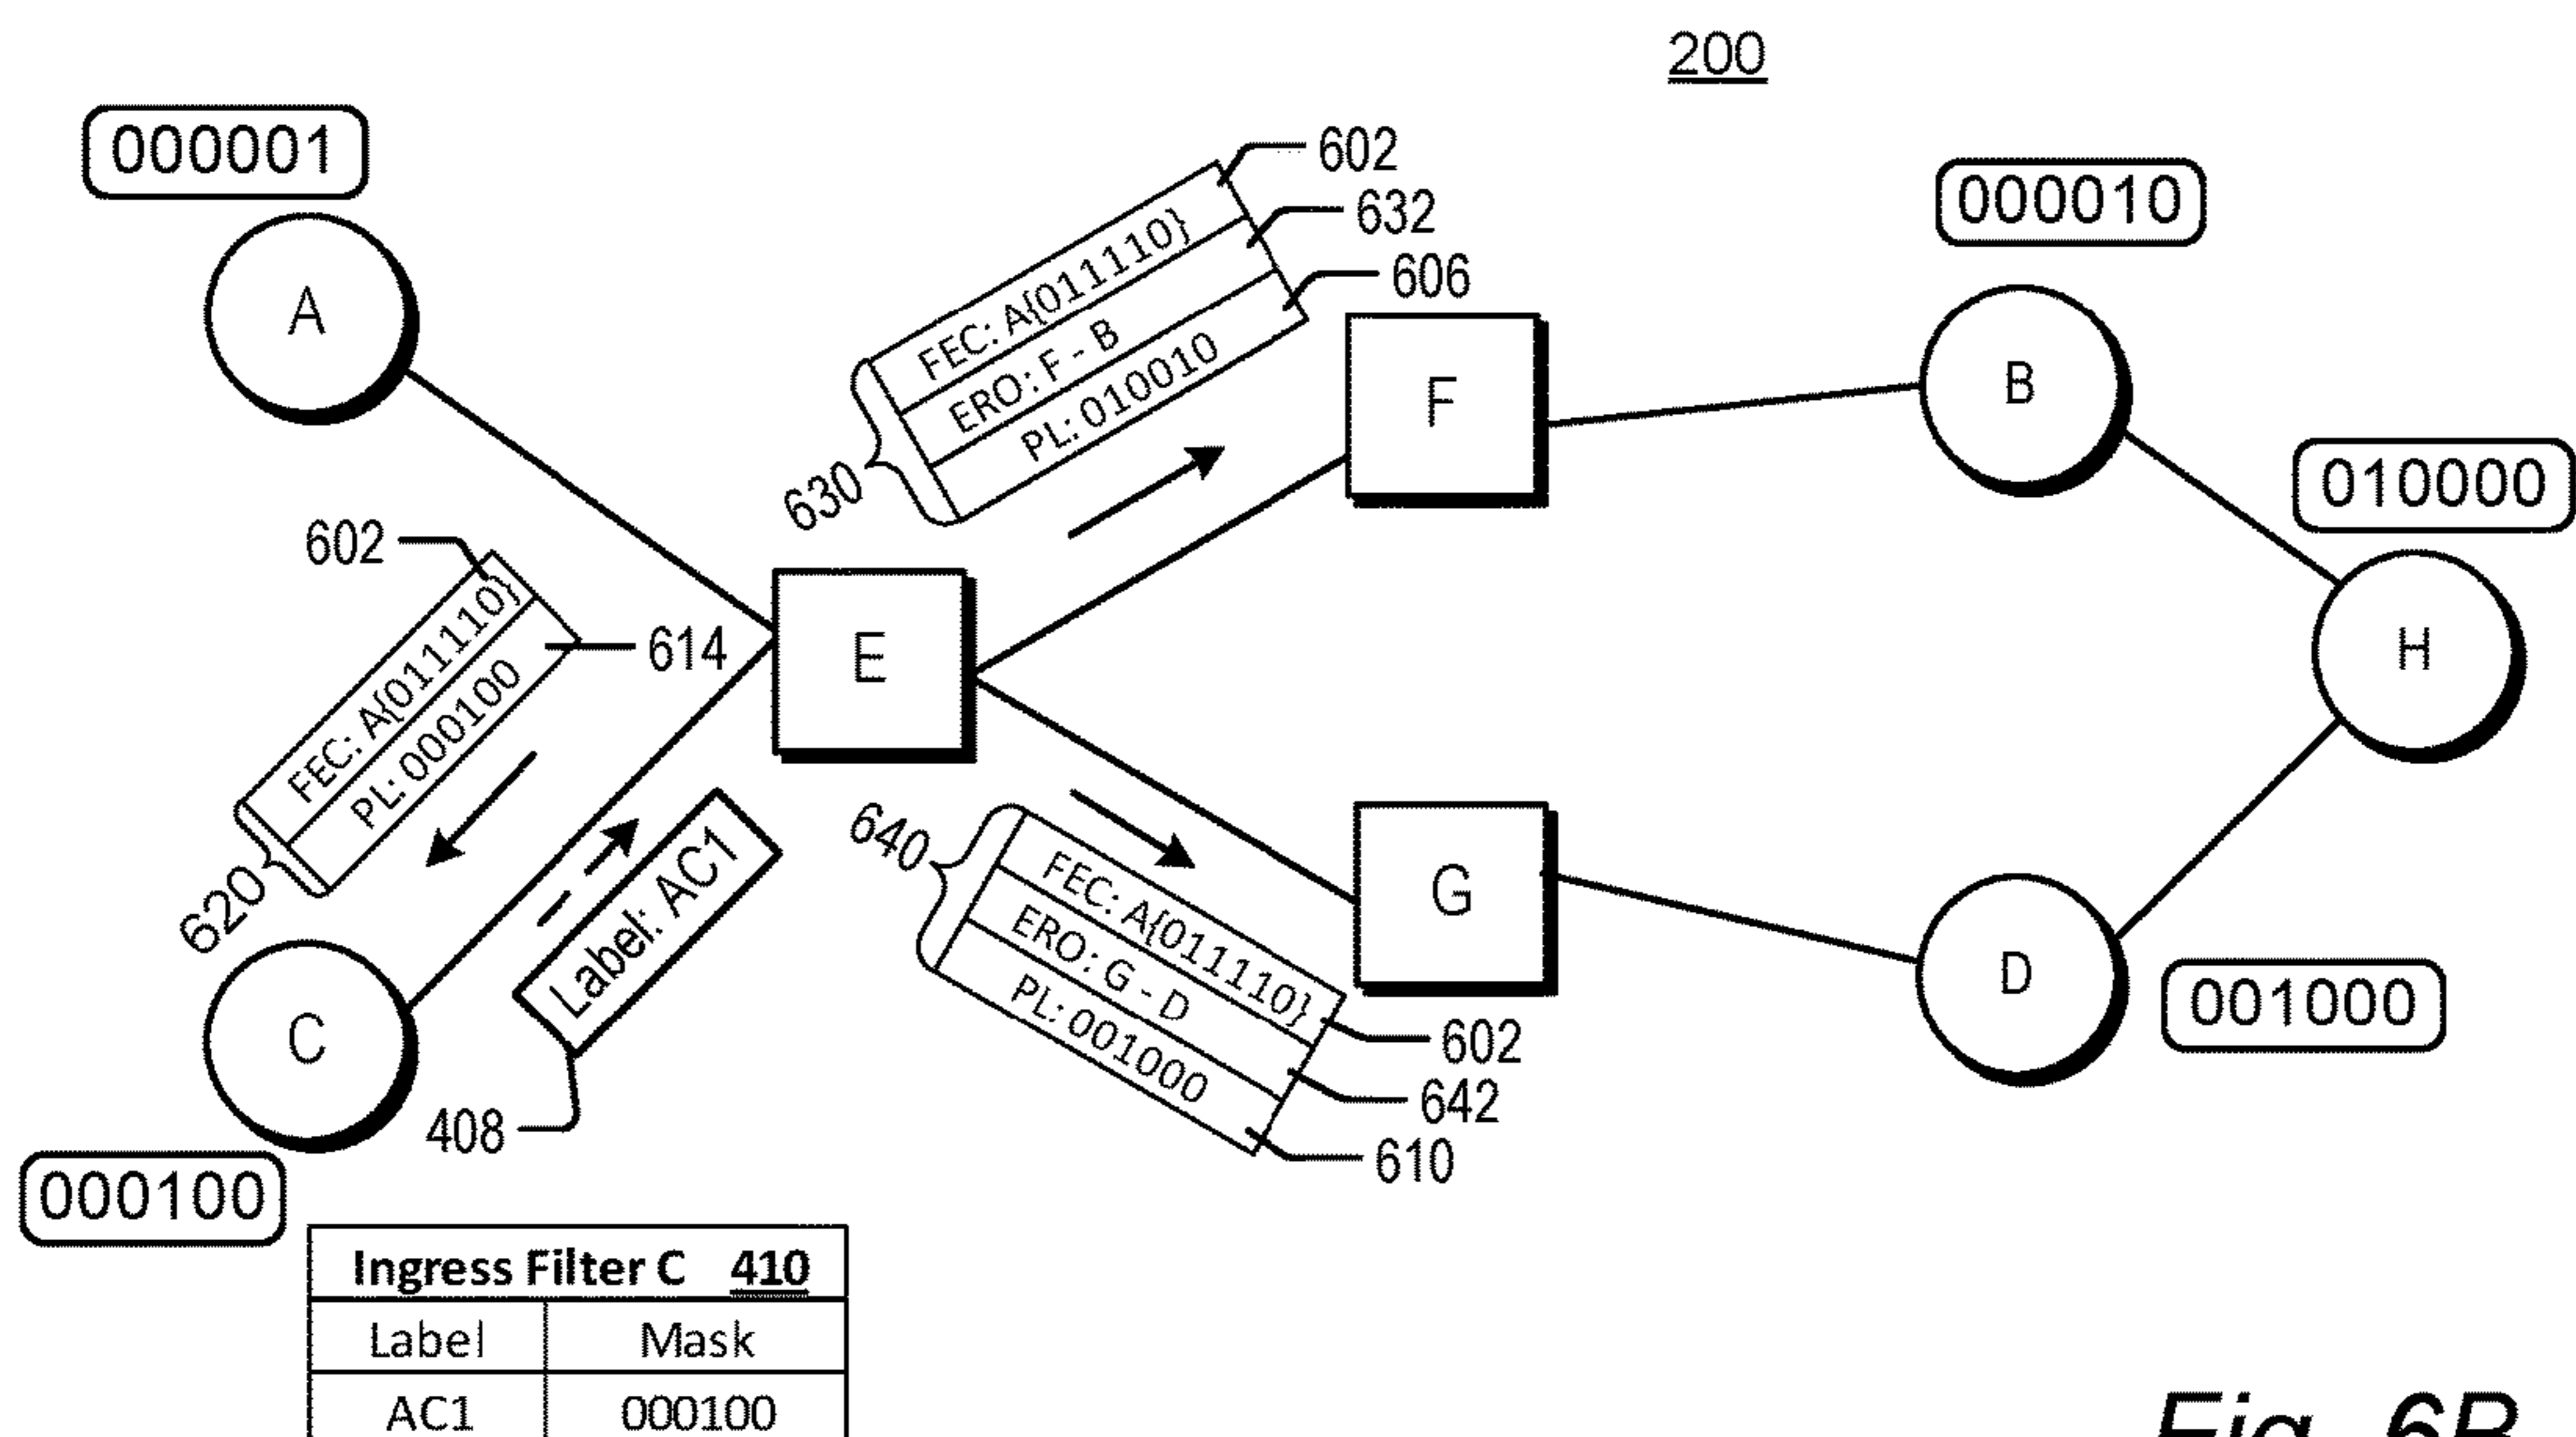 200
000001
A
602
632
606
FEC: A{011110}
ERO: F - B
PL: 010010
630
F
000010
B
010000
H
602
614
FEC: A{011110}
PL: 000100
620
E
Label: AC1
408
C
000100
640
FEC: A{011110}
ERO: G - D
PL: 001000
602
642
610
G
D
001000
Ingress Filter C 410
Label Mask
AC1 000100
Fig. 6B